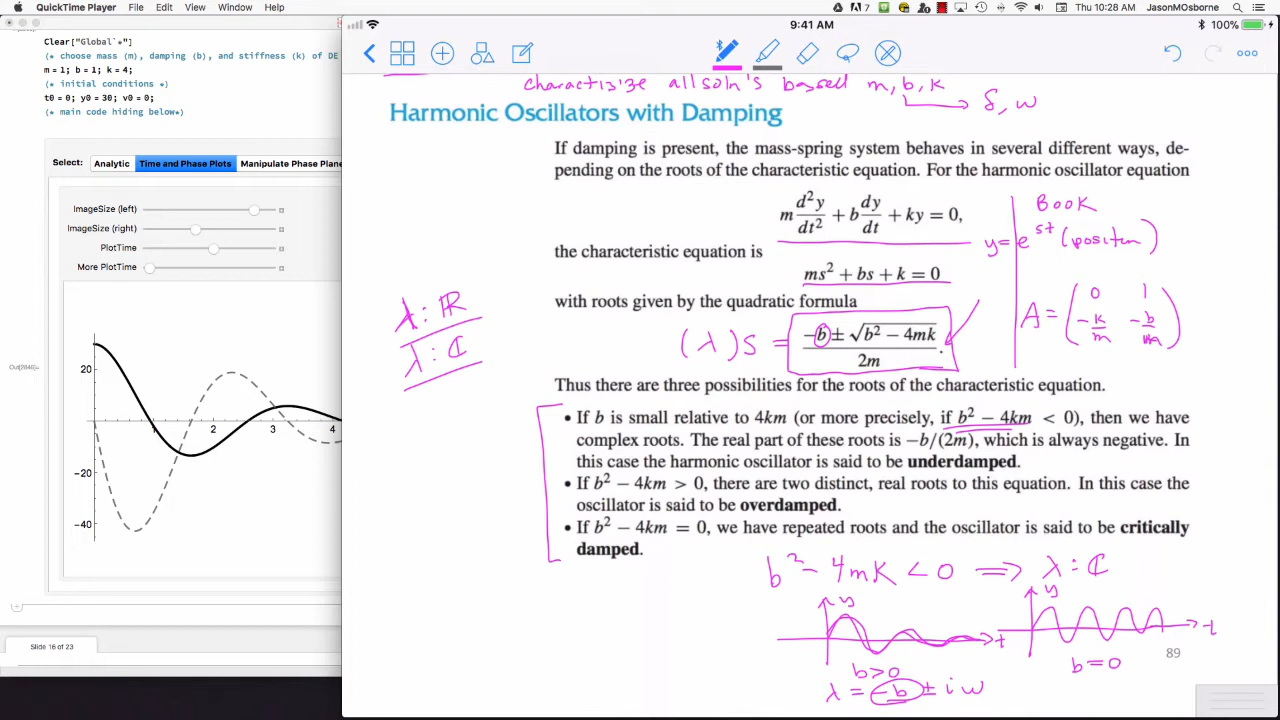 QuickTime Player File Edit View Window Help
7 JasonMOsborne
Thu 10:28 AM
9:41 AM
100%
Clear["Global`*"]
(* choose mass (m), damping (b), and stiffness (k) of DE
m = 1; b = 1; k = 4;
(* initial conditions *)
t0 = 0; y0 = 30; v0 = 0;
(* main code hiding below*)
Select: Analytic Time and Phase Plots Manipulate Phase Plane
ImageSize (left)
ImageSize (right)
PlotTime
More PlotTime
20
1 2 3 4
-20
-40
Slide 16 of 23
characterize all soln's based m, b, k
→ δ, ω
Harmonic Oscillators with Damping
If damping is present, the mass-spring system behaves in several different ways, de-
pending on the roots of the characteristic equation. For the harmonic oscillator equation
m d²y/dt² + b dy/dt + ky = 0,
BOOK
y = e^st (position)
the characteristic equation is
ms² + bs + k = 0
with roots given by the quadratic formula
λ : ℝ
λ : ℂ
(λ) S = (−b ± √(b² − 4mk))/2m.
A = (0 1 −k/m −b/m)
Thus there are three possibilities for the roots of the characteristic equation.
• If b is small relative to 4km (or more precisely, if b² − 4km < 0), then we have
complex roots. The real part of these roots is −b/(2m), which is always negative. In
this case the harmonic oscillator is said to be underdamped.
• If b² − 4km > 0, there are two distinct, real roots to this equation. In this case the
oscillator is said to be overdamped.
• If b² − 4km = 0, we have repeated roots and the oscillator is said to be critically
damped.
b² − 4mk < 0 ⟹ λ : ℂ
y t
b > 0
λ = −b ± i ω
y t
b = 0
89